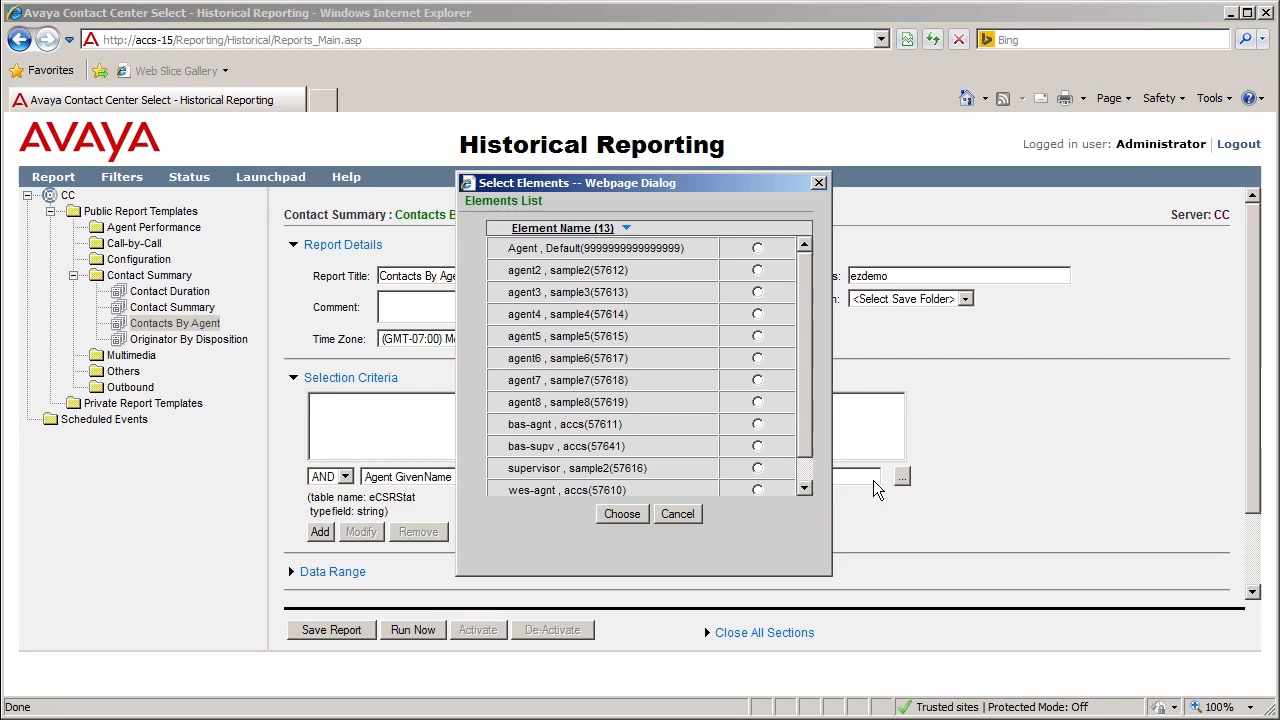 Avaya Contact Center Select - Historical Reporting - Windows Internet Explorer
http://accs-15/Reporting/Historical/Reports_Main.asp
Bing
Favorites
Web Slice Gallery
Avaya Contact Center Select - Historical Reporting
Page
Safety
Tools
AVAYA
Historical Reporting
Logged in user: Administrator | Logout
Report Filters Status Launchpad Help
CC
Public Report Templates
Agent Performance
Call-by-Call
Configuration
Contact Summary
Contact Duration
Contact Summary
Contacts By Agent
Originator By Disposition
Multimedia
Others
Outbound
Private Report Templates
Scheduled Events
Contact Summary : Contacts B
Server: CC
Report Details
Report Title: Contacts By Age
s: ezdemo
Comment:
n: <Select Save Folder>
Time Zone: (GMT-07:00) M
Selection Criteria
AND Agent GivenName
...
(table name: eCSRStat
typefield: string)
Add Modify Remove
Data Range
Save Report Run Now Activate De-Activate
Close All Sections
Select Elements -- Webpage Dialog
Elements List
Element Name (13)
Agent , Default(9999999999999999)
agent2 , sample2(57612)
agent3 , sample3(57613)
agent4 , sample4(57614)
agent5 , sample5(57615)
agent6 , sample6(57617)
agent7 , sample7(57618)
agent8 , sample8(57619)
bas-agnt , accs(57611)
bas-supv , accs(57641)
supervisor , sample2(57616)
wes-agnt , accs(57610)
Choose Cancel
Done
Trusted sites | Protected Mode: Off
100%